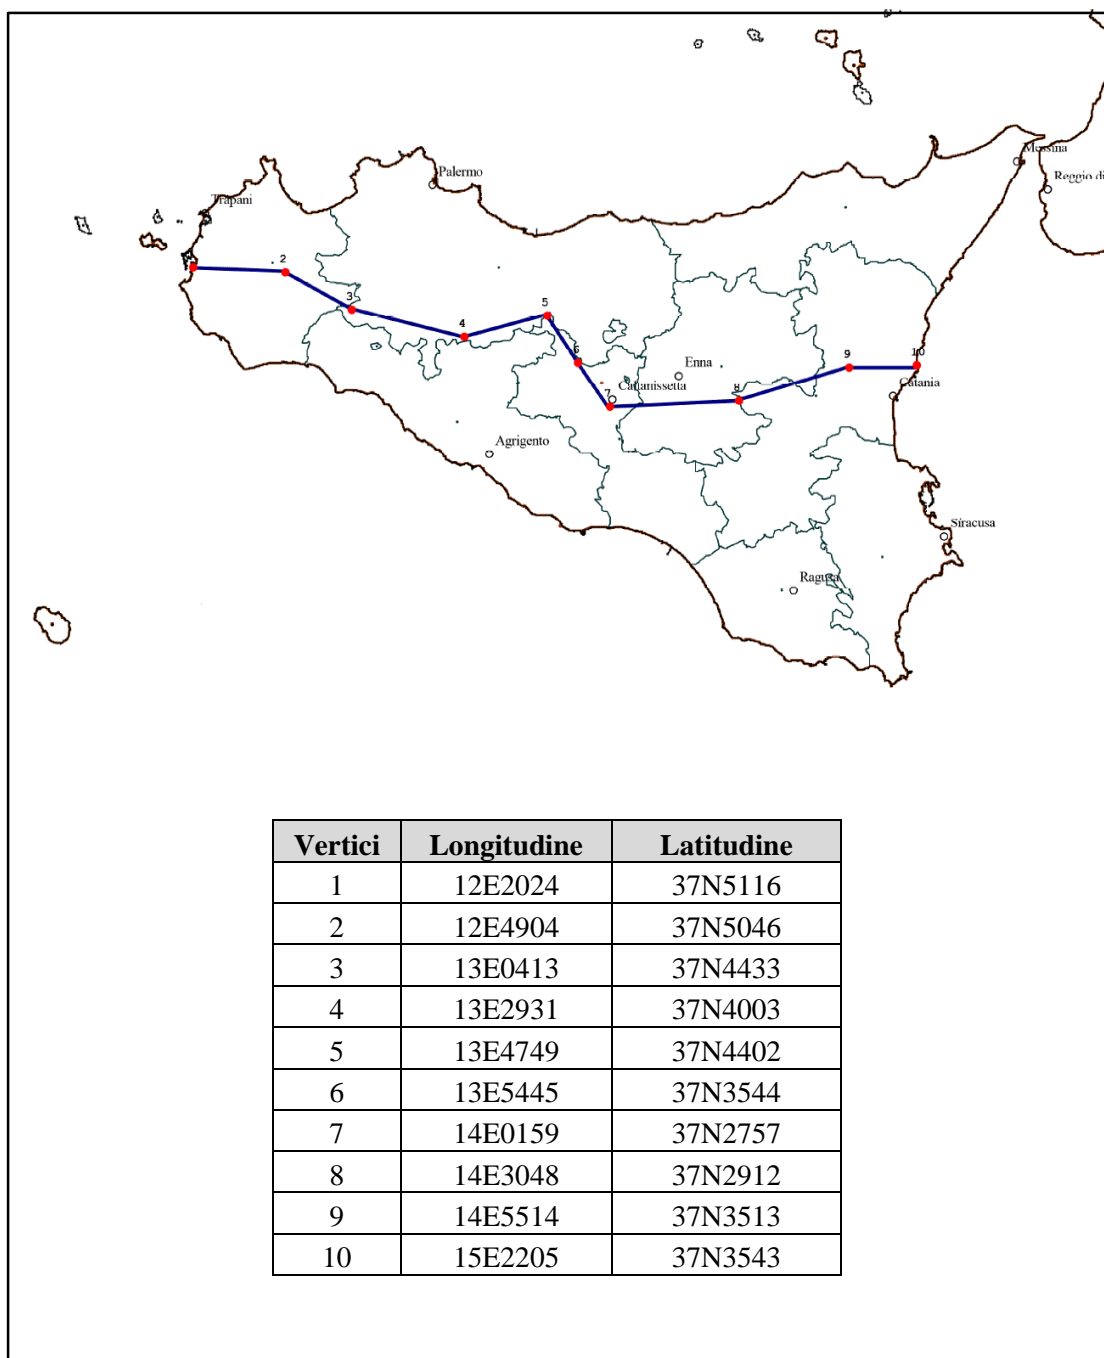 Messina
Palermo
Reggio di
Trapani
2
3
5
4
6
9
10
Enna
8
7
Caltanissetta
Catania
Agrigento
Siracusa
Ragusa
Vertici Longitudine Latitudine
1 12E2024 37N5116
2 12E4904 37N5046
3 13E0413 37N4433
4 13E2931 37N4003
5 13E4749 37N4402
6 13E5445 37N3544
7 14E0159 37N2757
8 14E3048 37N2912
9 14E5514 37N3513
10 15E2205 37N3543